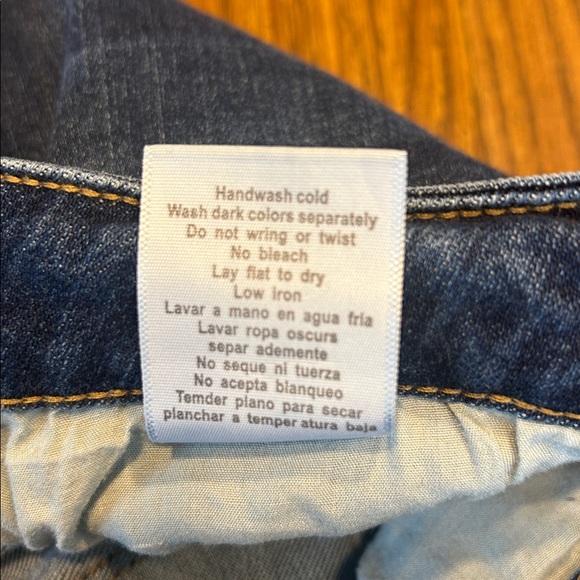 Handwash cold
Wash dark colors separately
Do not wring or twist
No bleach
Lay flat to dry
Low iron
Lavar a mano en agua fria
Lavar ropa oscurs
separ ademente
No seque ni tuerza
No acepta blanqueo
Temder plano para secar
planchar a temper atura baja